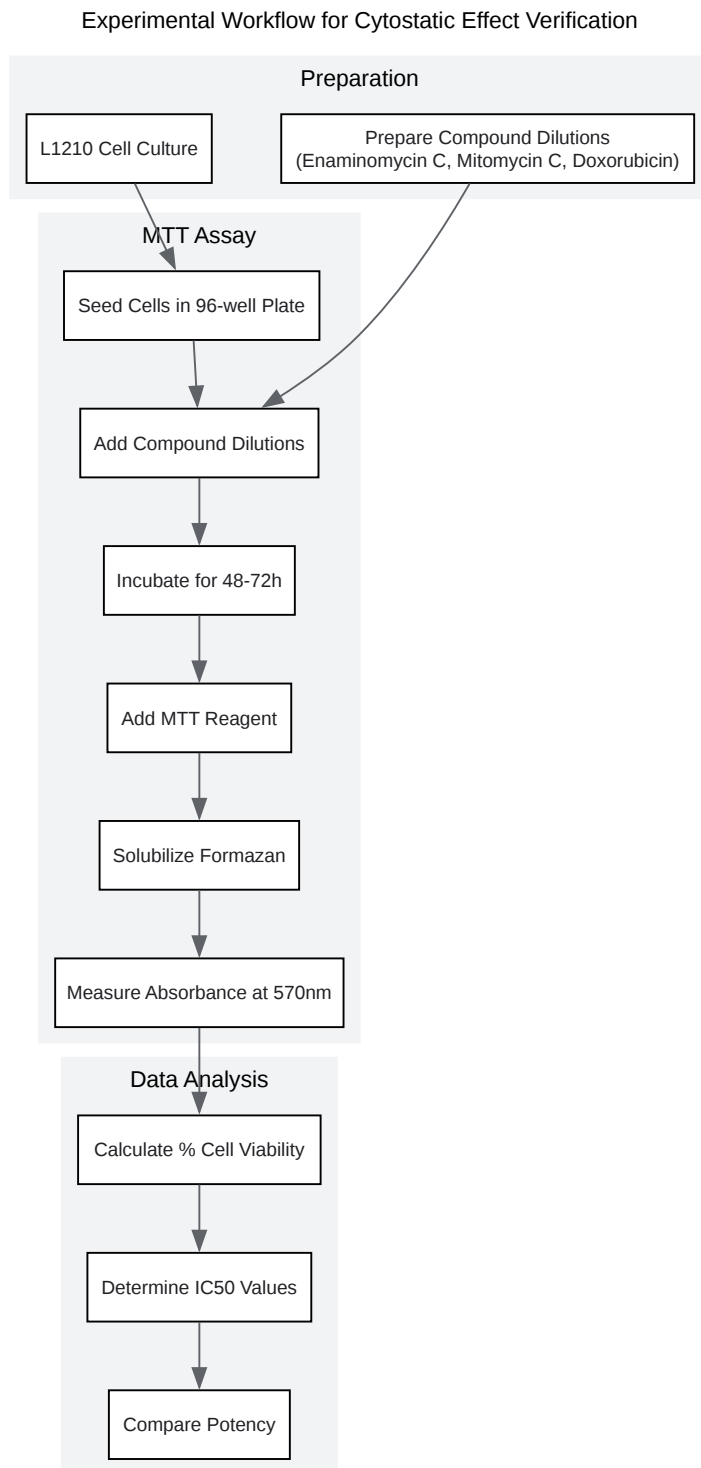 Experimental Workflow for Cytostatic Effect Verification
Preparation
L1210 Cell Culture
Prepare Compound Dilutions
(Enaminomycin C, Mitomycin C, Doxorubicin)
MTT Assay
Seed Cells in 96-well Plate
Add Compound Dilutions
Incubate for 48-72h
Add MTT Reagent
Solubilize Formazan
Measure Absorbance at 570nm
Data Analysis
Calculate % Cell Viability
Determine IC50 Values
Compare Potency